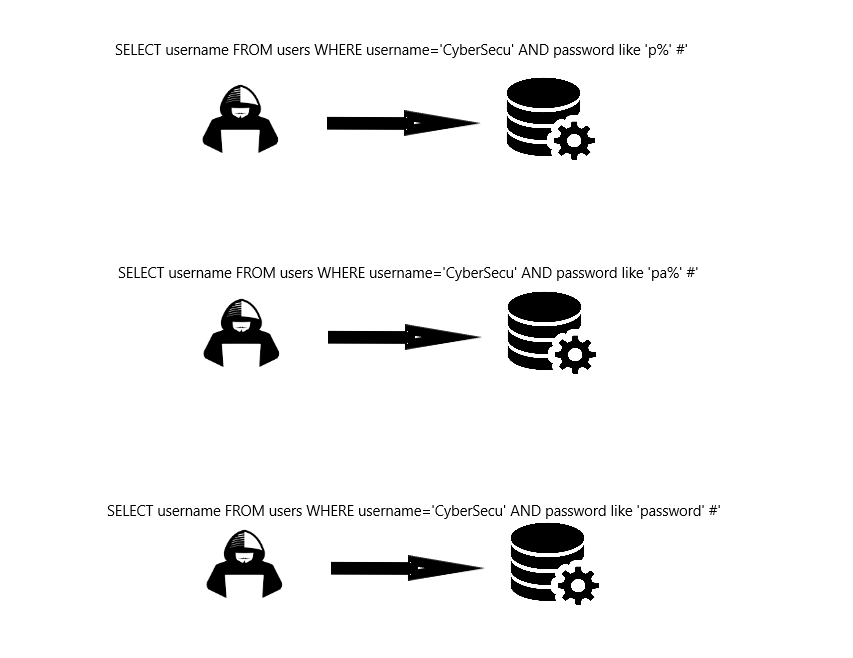 SELECT username FROM users WHERE username='CyberSecu' AND password like 'p%' #'
SELECT username FROM users WHERE username='CyberSecu' AND password like 'pa%' #'
SELECT username FROM users WHERE username='CyberSecu' AND password like 'password' #'